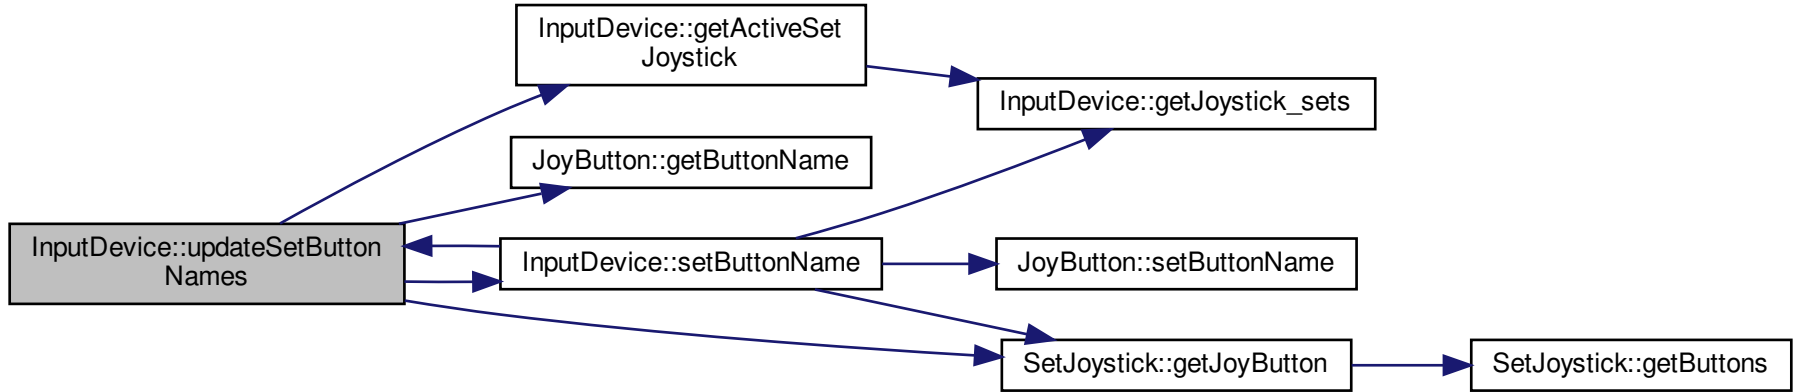 InputDevice::getActiveSet
Joystick
InputDevice::getJoystick_sets
JoyButton::getButtonName
InputDevice::updateSetButton
Names
InputDevice::setButtonName
JoyButton::setButtonName
SetJoystick::getJoyButton
SetJoystick::getButtons